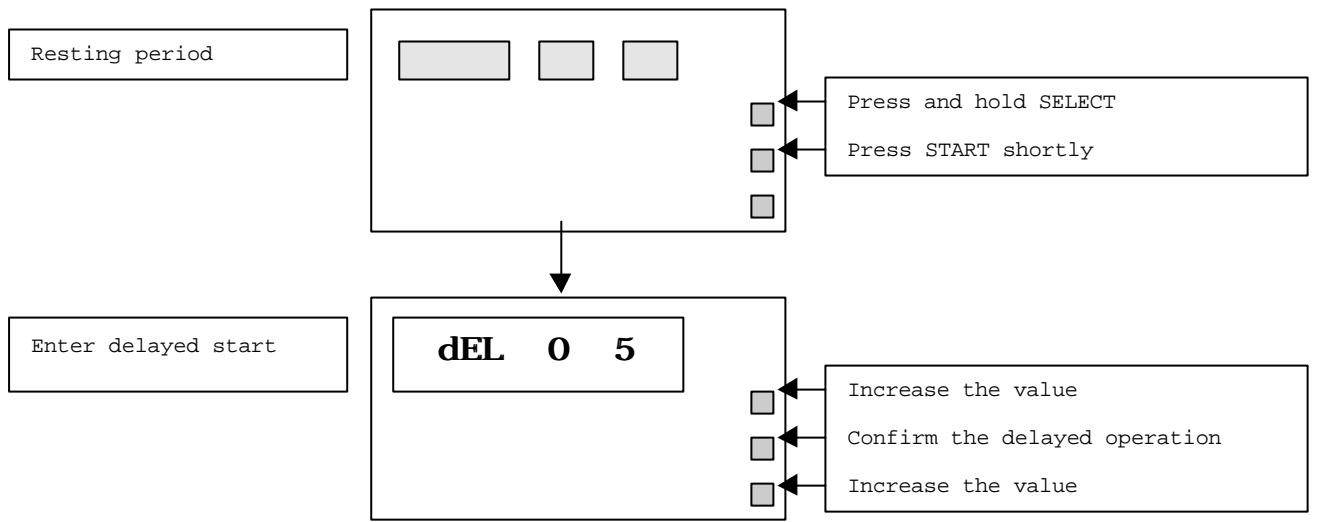 Resting period
Press and hold SELECT
Press START shortly
Enter delayed start
dEL 0 5
Increase the value
Confirm the delayed operation
Increase the value